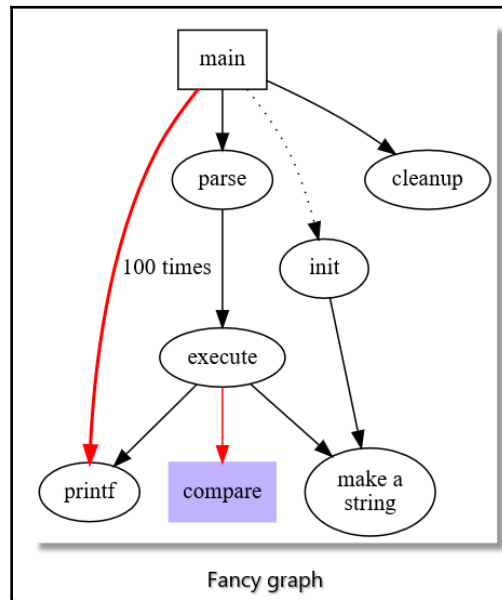 main
parse
cleanup
100 times
init
execute
printf
compare
make a
string
Fancy graph